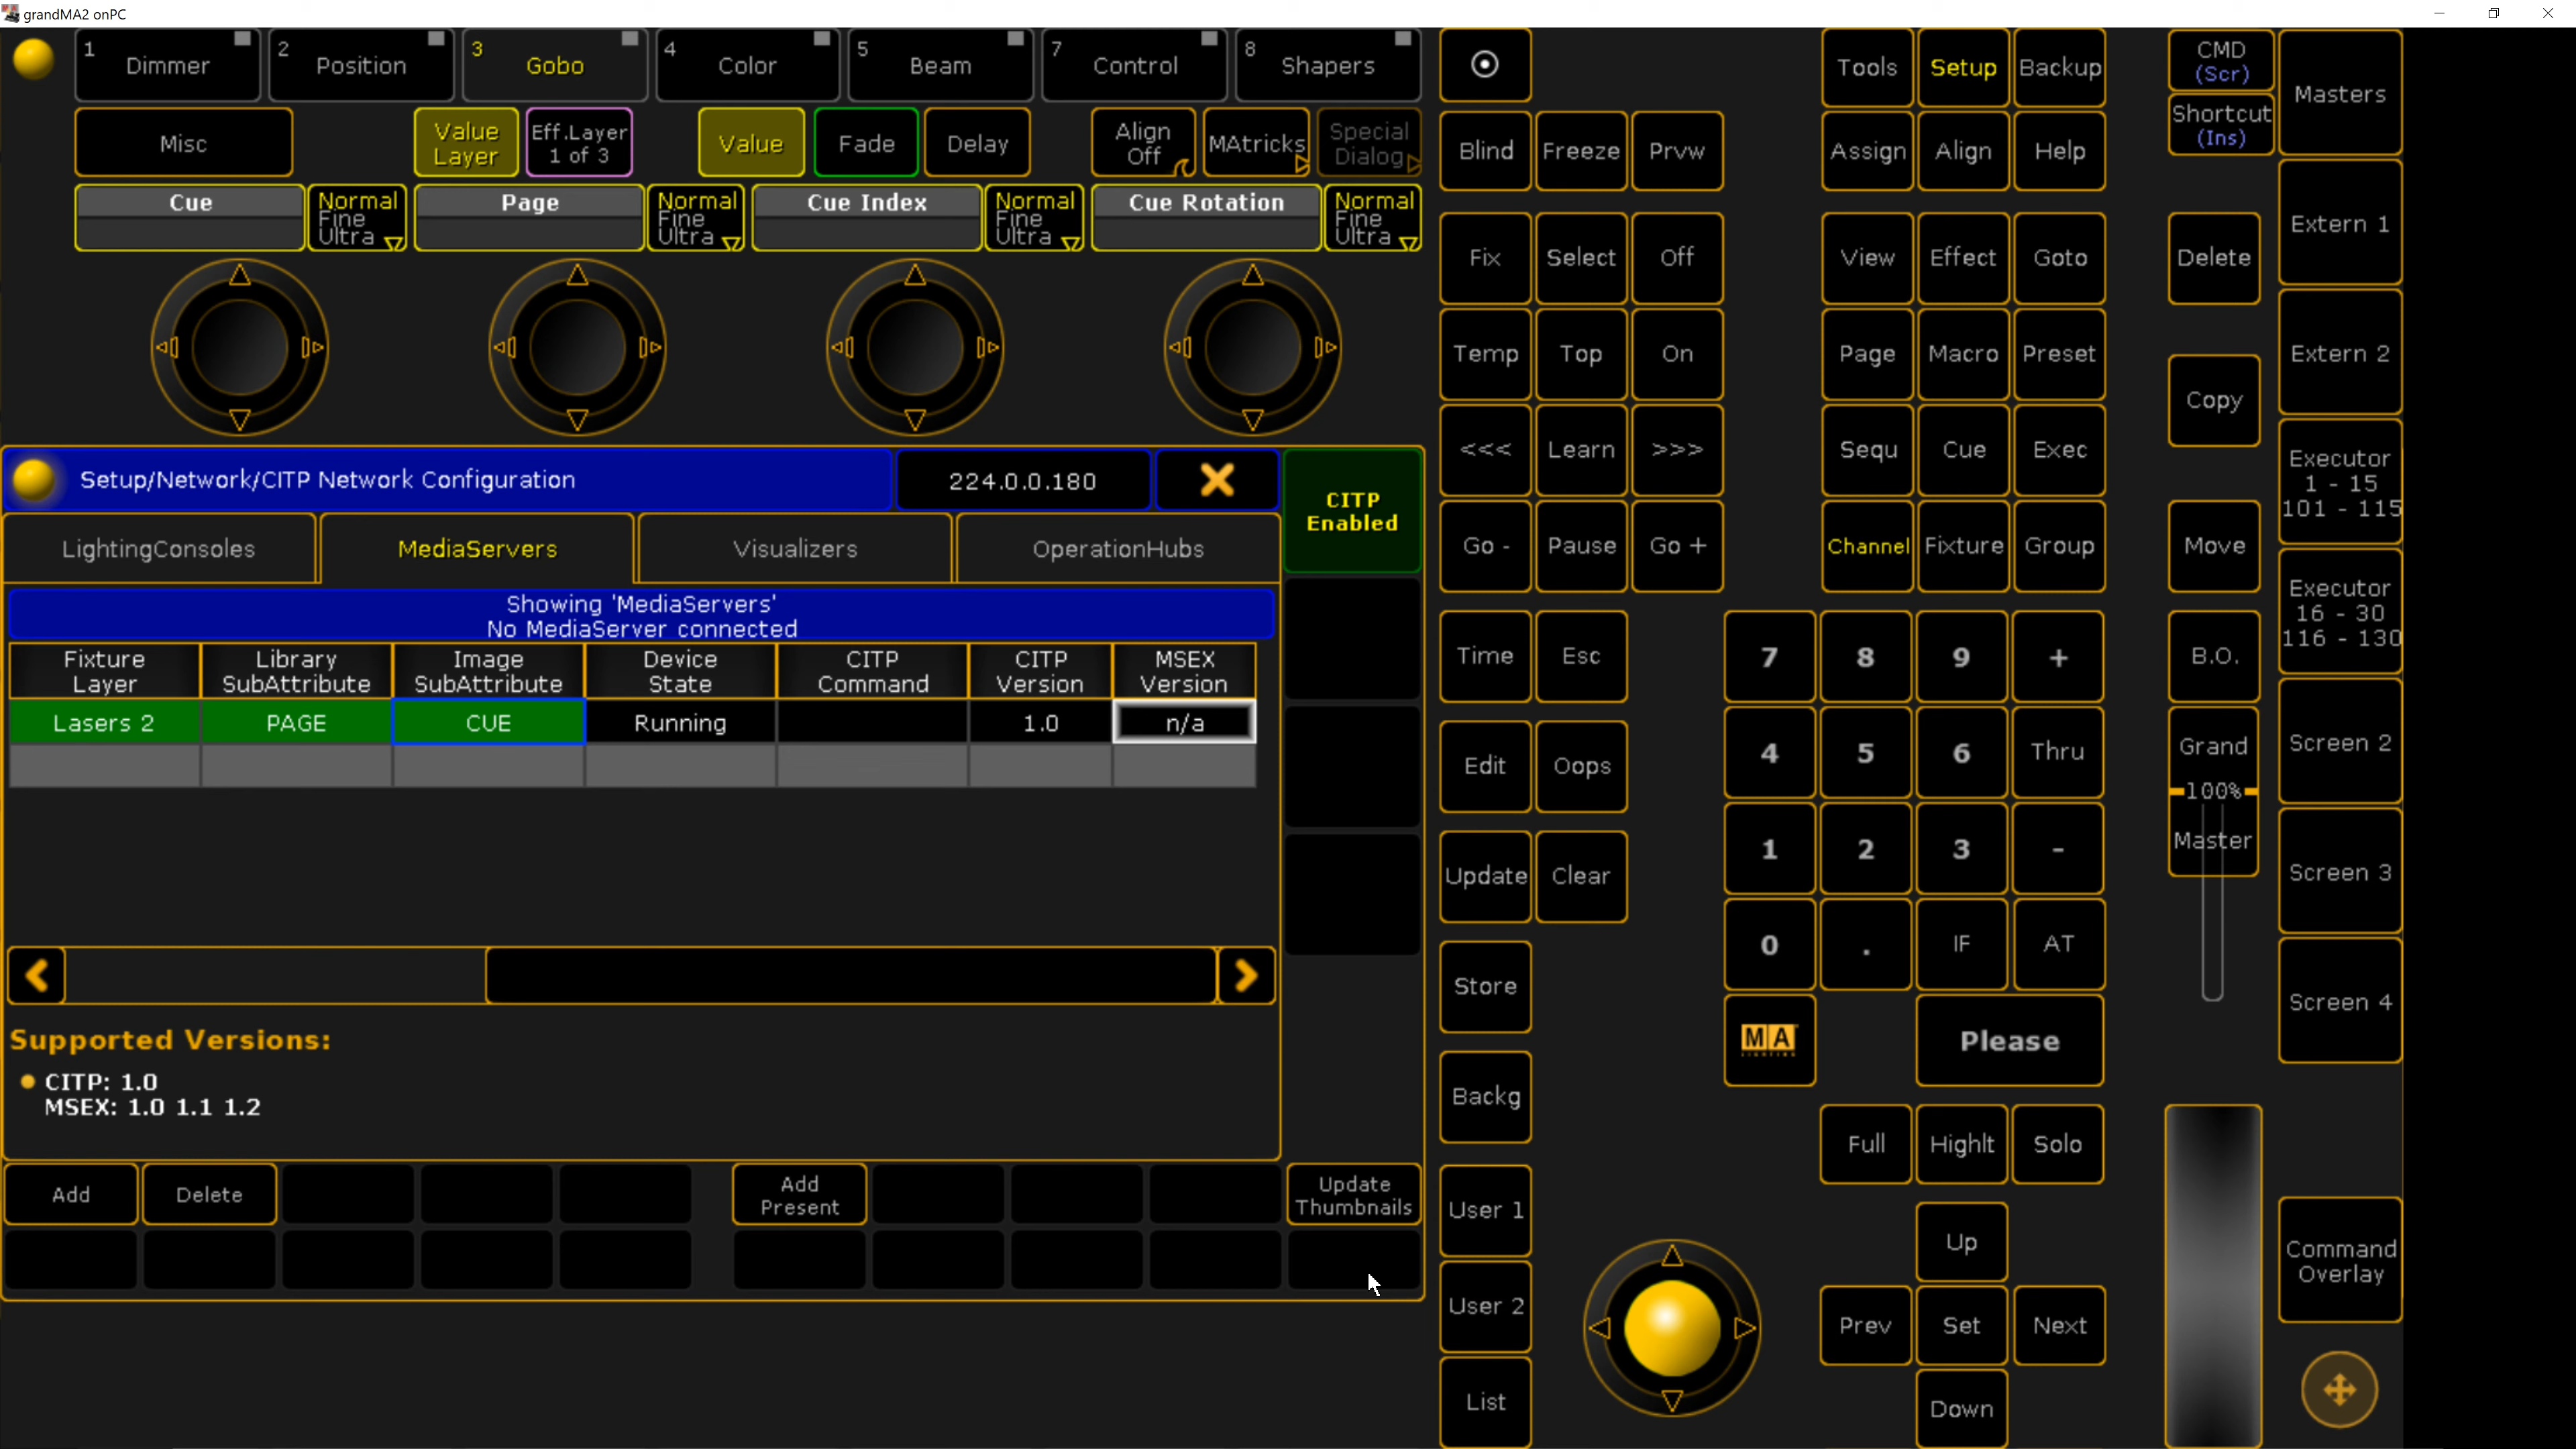 grandMA2 onPC
1 Dimmer
2 Position
3 Gobo
4 Color
5 Beam
7 Control
8 Shapers
Misc
Value
Layer
Eff.Layer
1 of 3
Value
Fade
Delay
Align
Off
MAtricks
Special
Dialog
Cue
Normal
Fine
Ultra
Page
Normal
Fine
Ultra
Cue Index
Normal
Fine
Ultra
Cue Rotation
Normal
Fine
Ultra
Setup/Network/CITP Network Configuration
224.0.0.180
CITP
Enabled
LightingConsoles
MediaServers
Visualizers
OperationHubs
Showing 'MediaServers'
No MediaServer connected
Fixture
Layer
Library
SubAttribute
Image
SubAttribute
Device
State
CITP
Command
CITP
Version
MSEX
Version
Lasers 2
PAGE
CUE
Running
1.0
n/a
Supported Versions:
CITP: 1.0
MSEX: 1.0 1.1 1.2
Add
Delete
Add
Present
Update
Thumbnails
Tools
Setup
Backup
Blind
Freeze
Prvw
Assign
Align
Help
Fix
Select
Off
View
Effect
Goto
Temp
Top
On
Page
Macro
Preset
<<<
Learn
>>>
Sequ
Cue
Exec
Go -
Pause
Go +
Channel
Fixture
Group
Time
Esc
7
8
9
+
Edit
Oops
4
5
6
Thru
Update
Clear
1
2
3
-
0
.
IF
AT
Store
MA
LIGHTING
Please
Backg
Full
Highlt
Solo
User 1
Up
User 2
Prev
Set
Next
List
Down
CMD
(Scr)
Shortcut
(Ins)
Delete
Copy
Move
B.O.
Grand
100%
Master
Masters
Extern 1
Extern 2
Executor
1 - 15
101 - 115
Executor
16 - 30
116 - 130
Screen 2
Screen 3
Screen 4
Command
Overlay